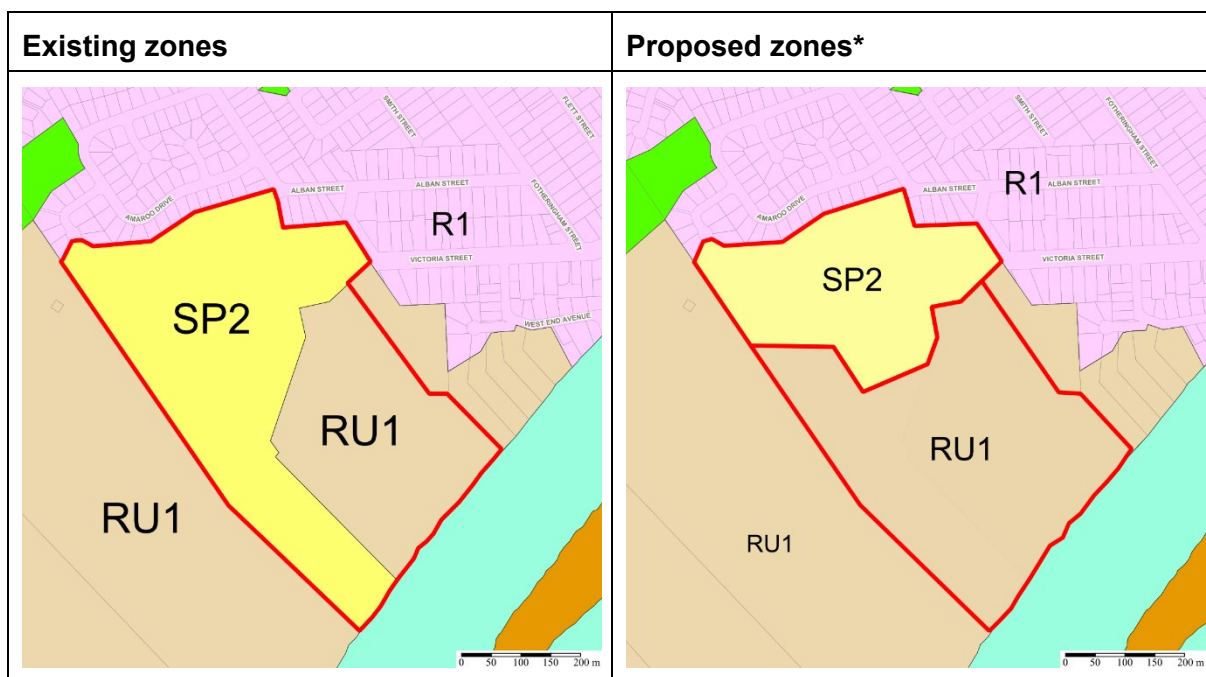 Existing zones
Proposed zones*
SMITH STREET
FLETT STREET
ALBAN STREET
ALBAN STREET
AMAROO DRIVE
FOTHERINGHAM STREET
R1
VICTORIA STREET
SP2
WEST END AVENUE
RU1
RU1
0 50 100 150 200 m
SMITH STREET
FOTHERINGHAM STREET
R1
ALBAN STREET
ALBAN STREET
AMAROO DRIVE
VICTORIA STREET
SP2
RU1
RU1
0 50 100 150 200 m